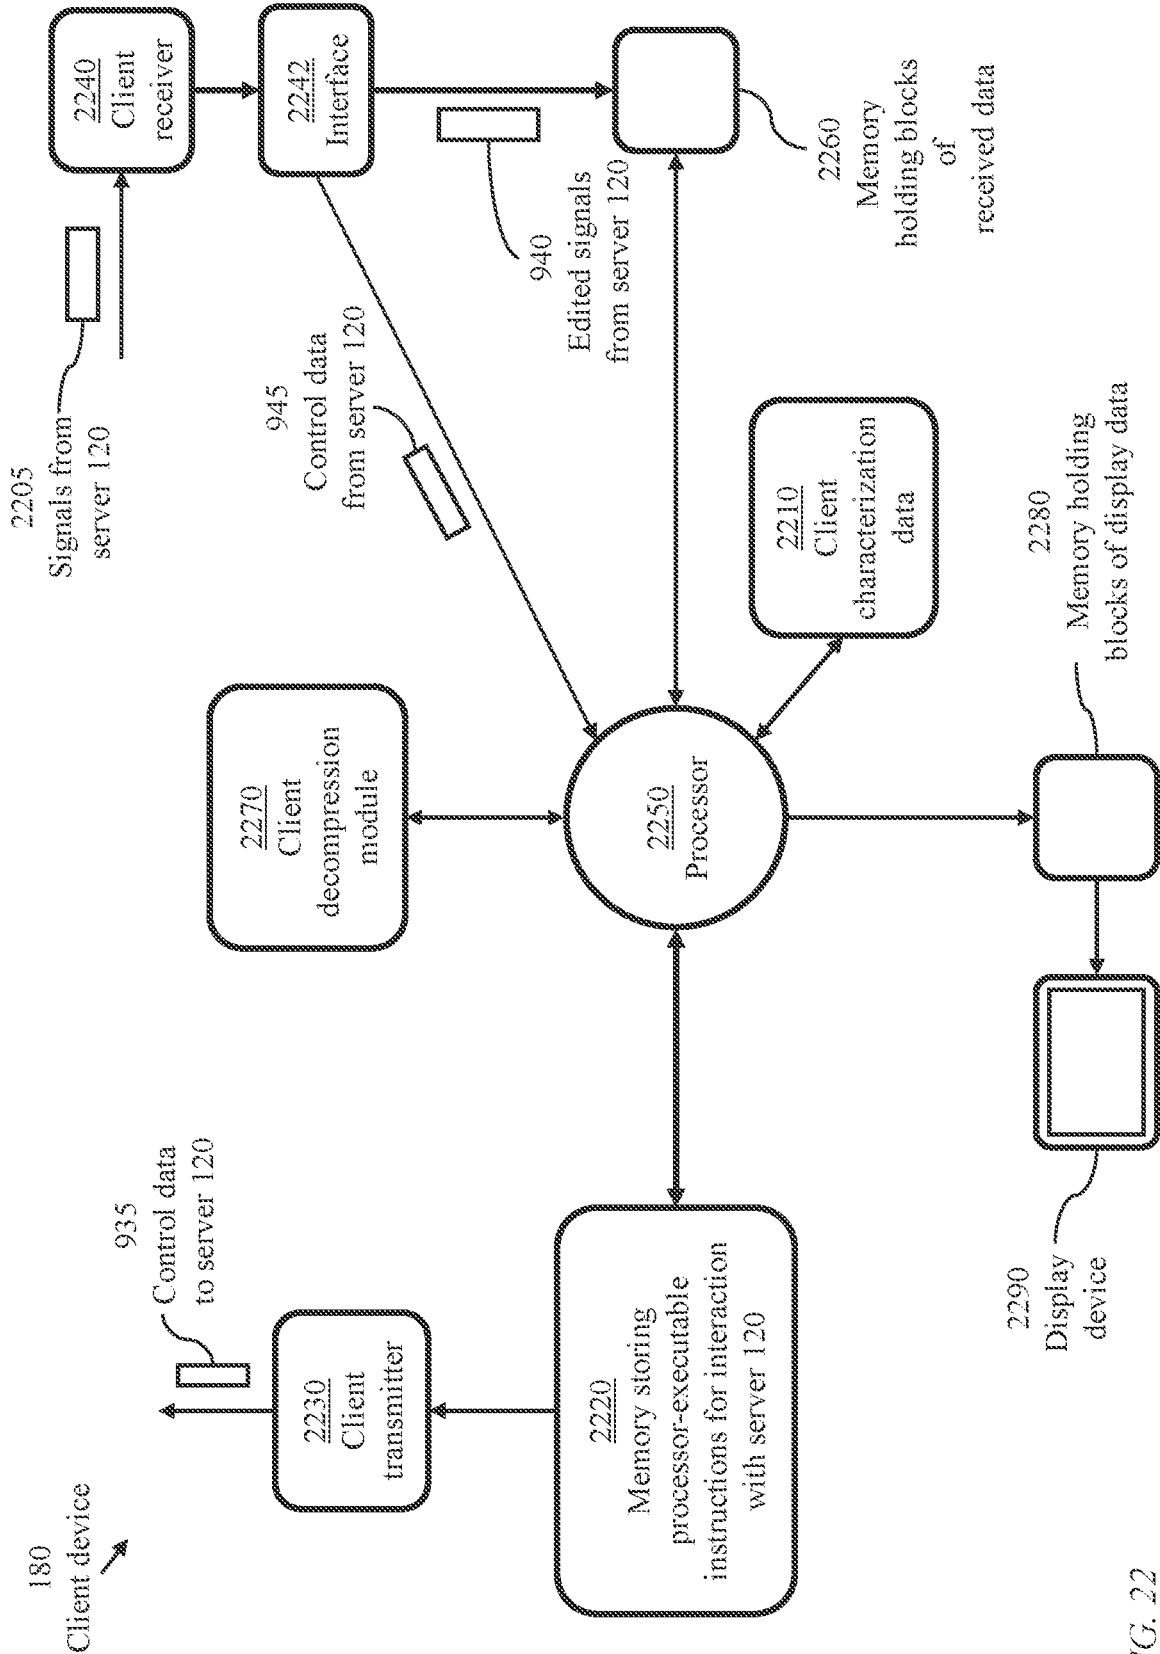 180
Client device
935
Control data
to server 120
2230
Client
transmitter
2220
Memory storing
processor-executable
instructions for interaction
with server 120
2270
Client
decompression
module
2250
Processor
2290
Display
device
2280
Memory holding
blocks of display data
2210
Client
characterization
data
945
Control data
from server 120
2205
Signals from
server 120
2240
Client
receiver
2242
Interface
940
Edited signals
from server 120
2260
Memory
holding blocks
of
received data
G. 22